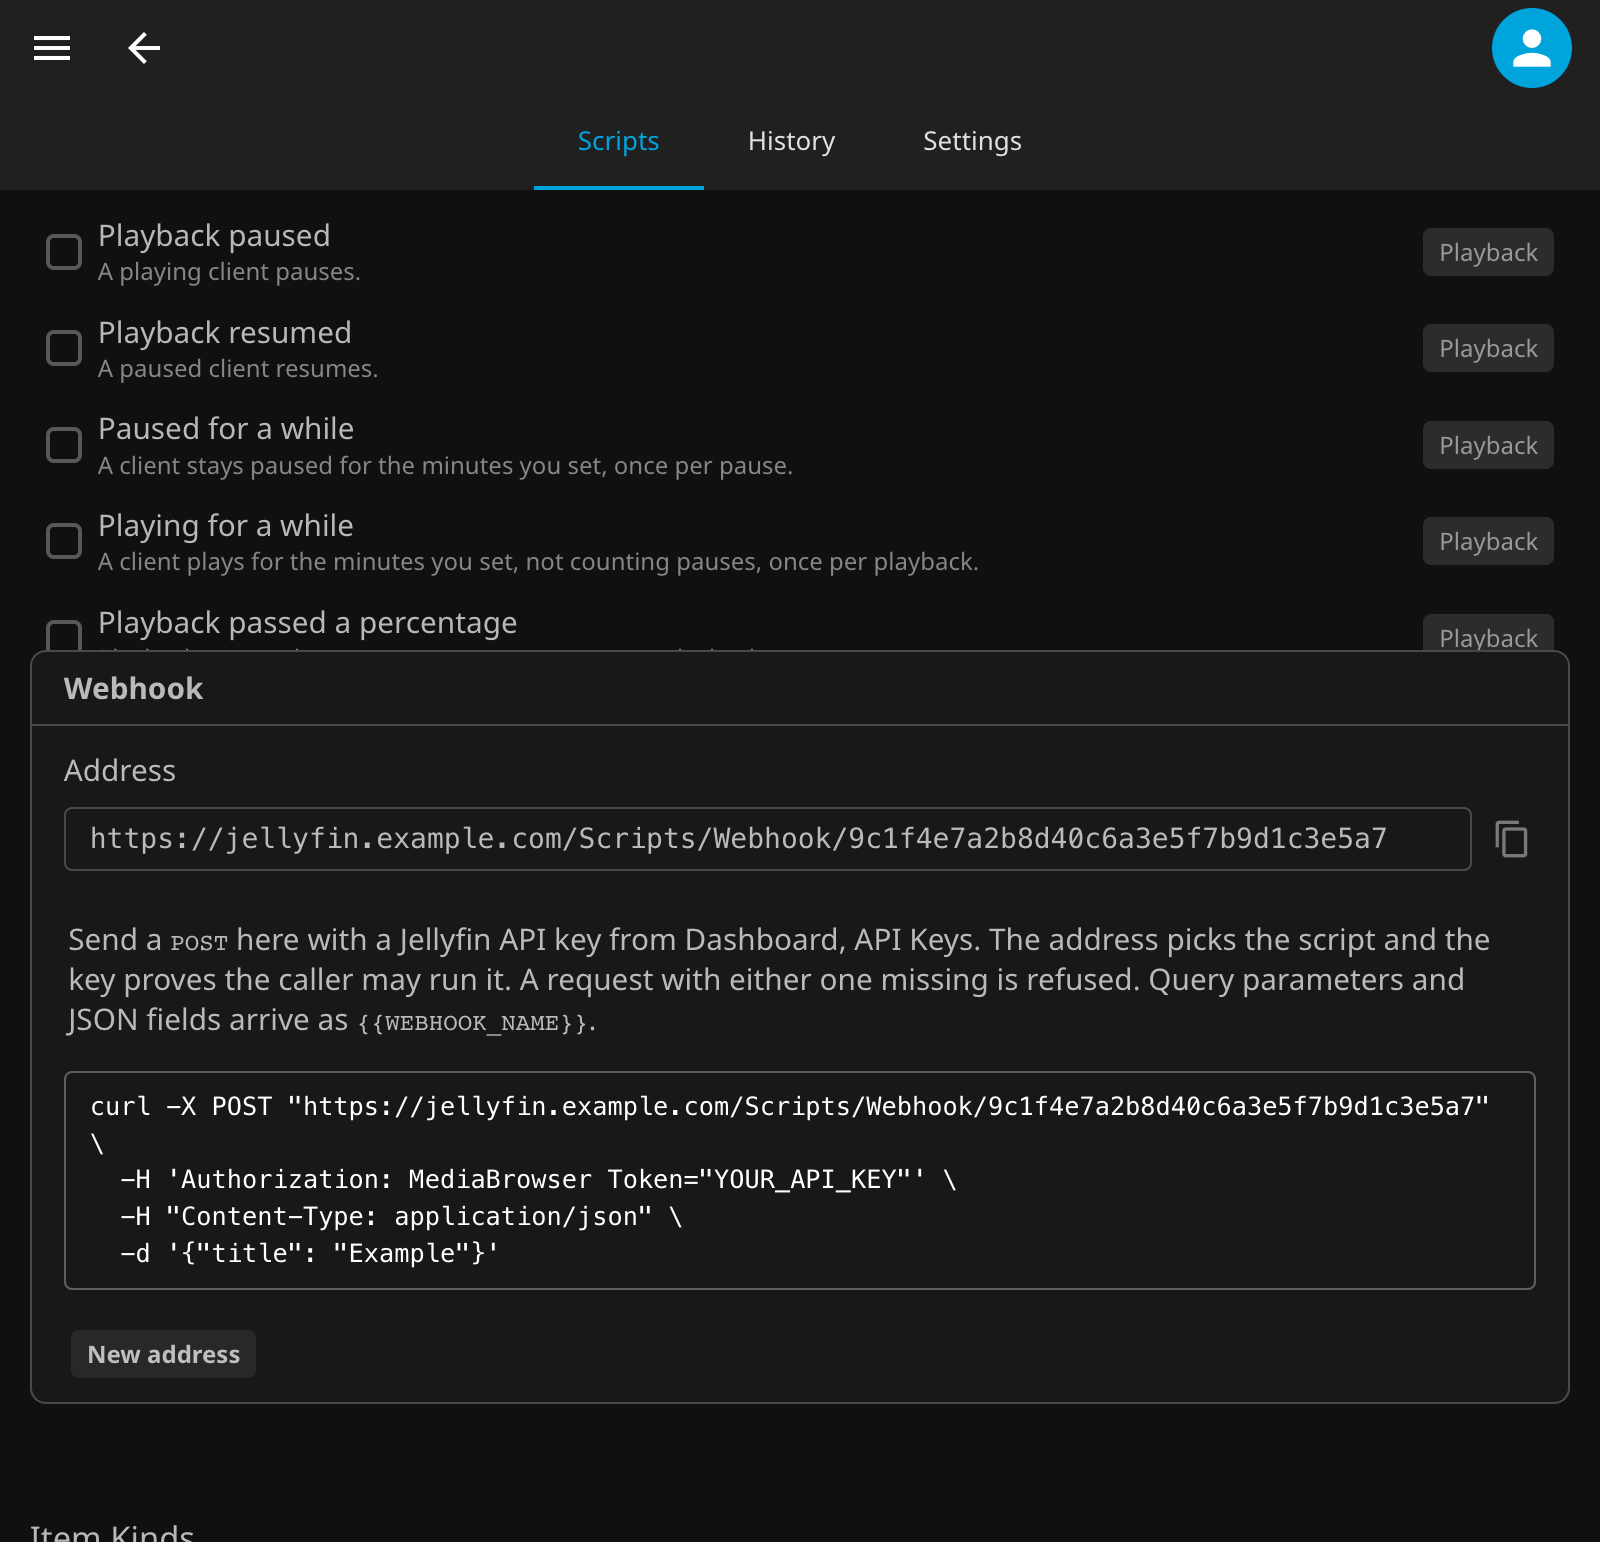 Scripts
History
Settings
Playback paused
A playing client pauses.
Playback
Playback resumed
A paused client resumes.
Playback
Paused for a while
A client stays paused for the minutes you set, once per pause.
Playback
Playing for a while
A client plays for the minutes you set, not counting pauses, once per playback.
Playback
Playback passed a percentage
Playback
Webhook
Address
https://jellyfin.example.com/Scripts/Webhook/9c1f4e7a2b8d40c6a3e5f7b9d1c3e5a7
Send a POST here with a Jellyfin API key from Dashboard, API Keys. The address picks the script and the
key proves the caller may run it. A request with either one missing is refused. Query parameters and
JSON fields arrive as {{WEBHOOK_NAME}}.
curl -X POST "https://jellyfin.example.com/Scripts/Webhook/9c1f4e7a2b8d40c6a3e5f7b9d1c3e5a7"
\
-H 'Authorization: MediaBrowser Token="YOUR_API_KEY"' \
-H "Content-Type: application/json" \
-d '{"title": "Example"}'
New address
Item Kinds